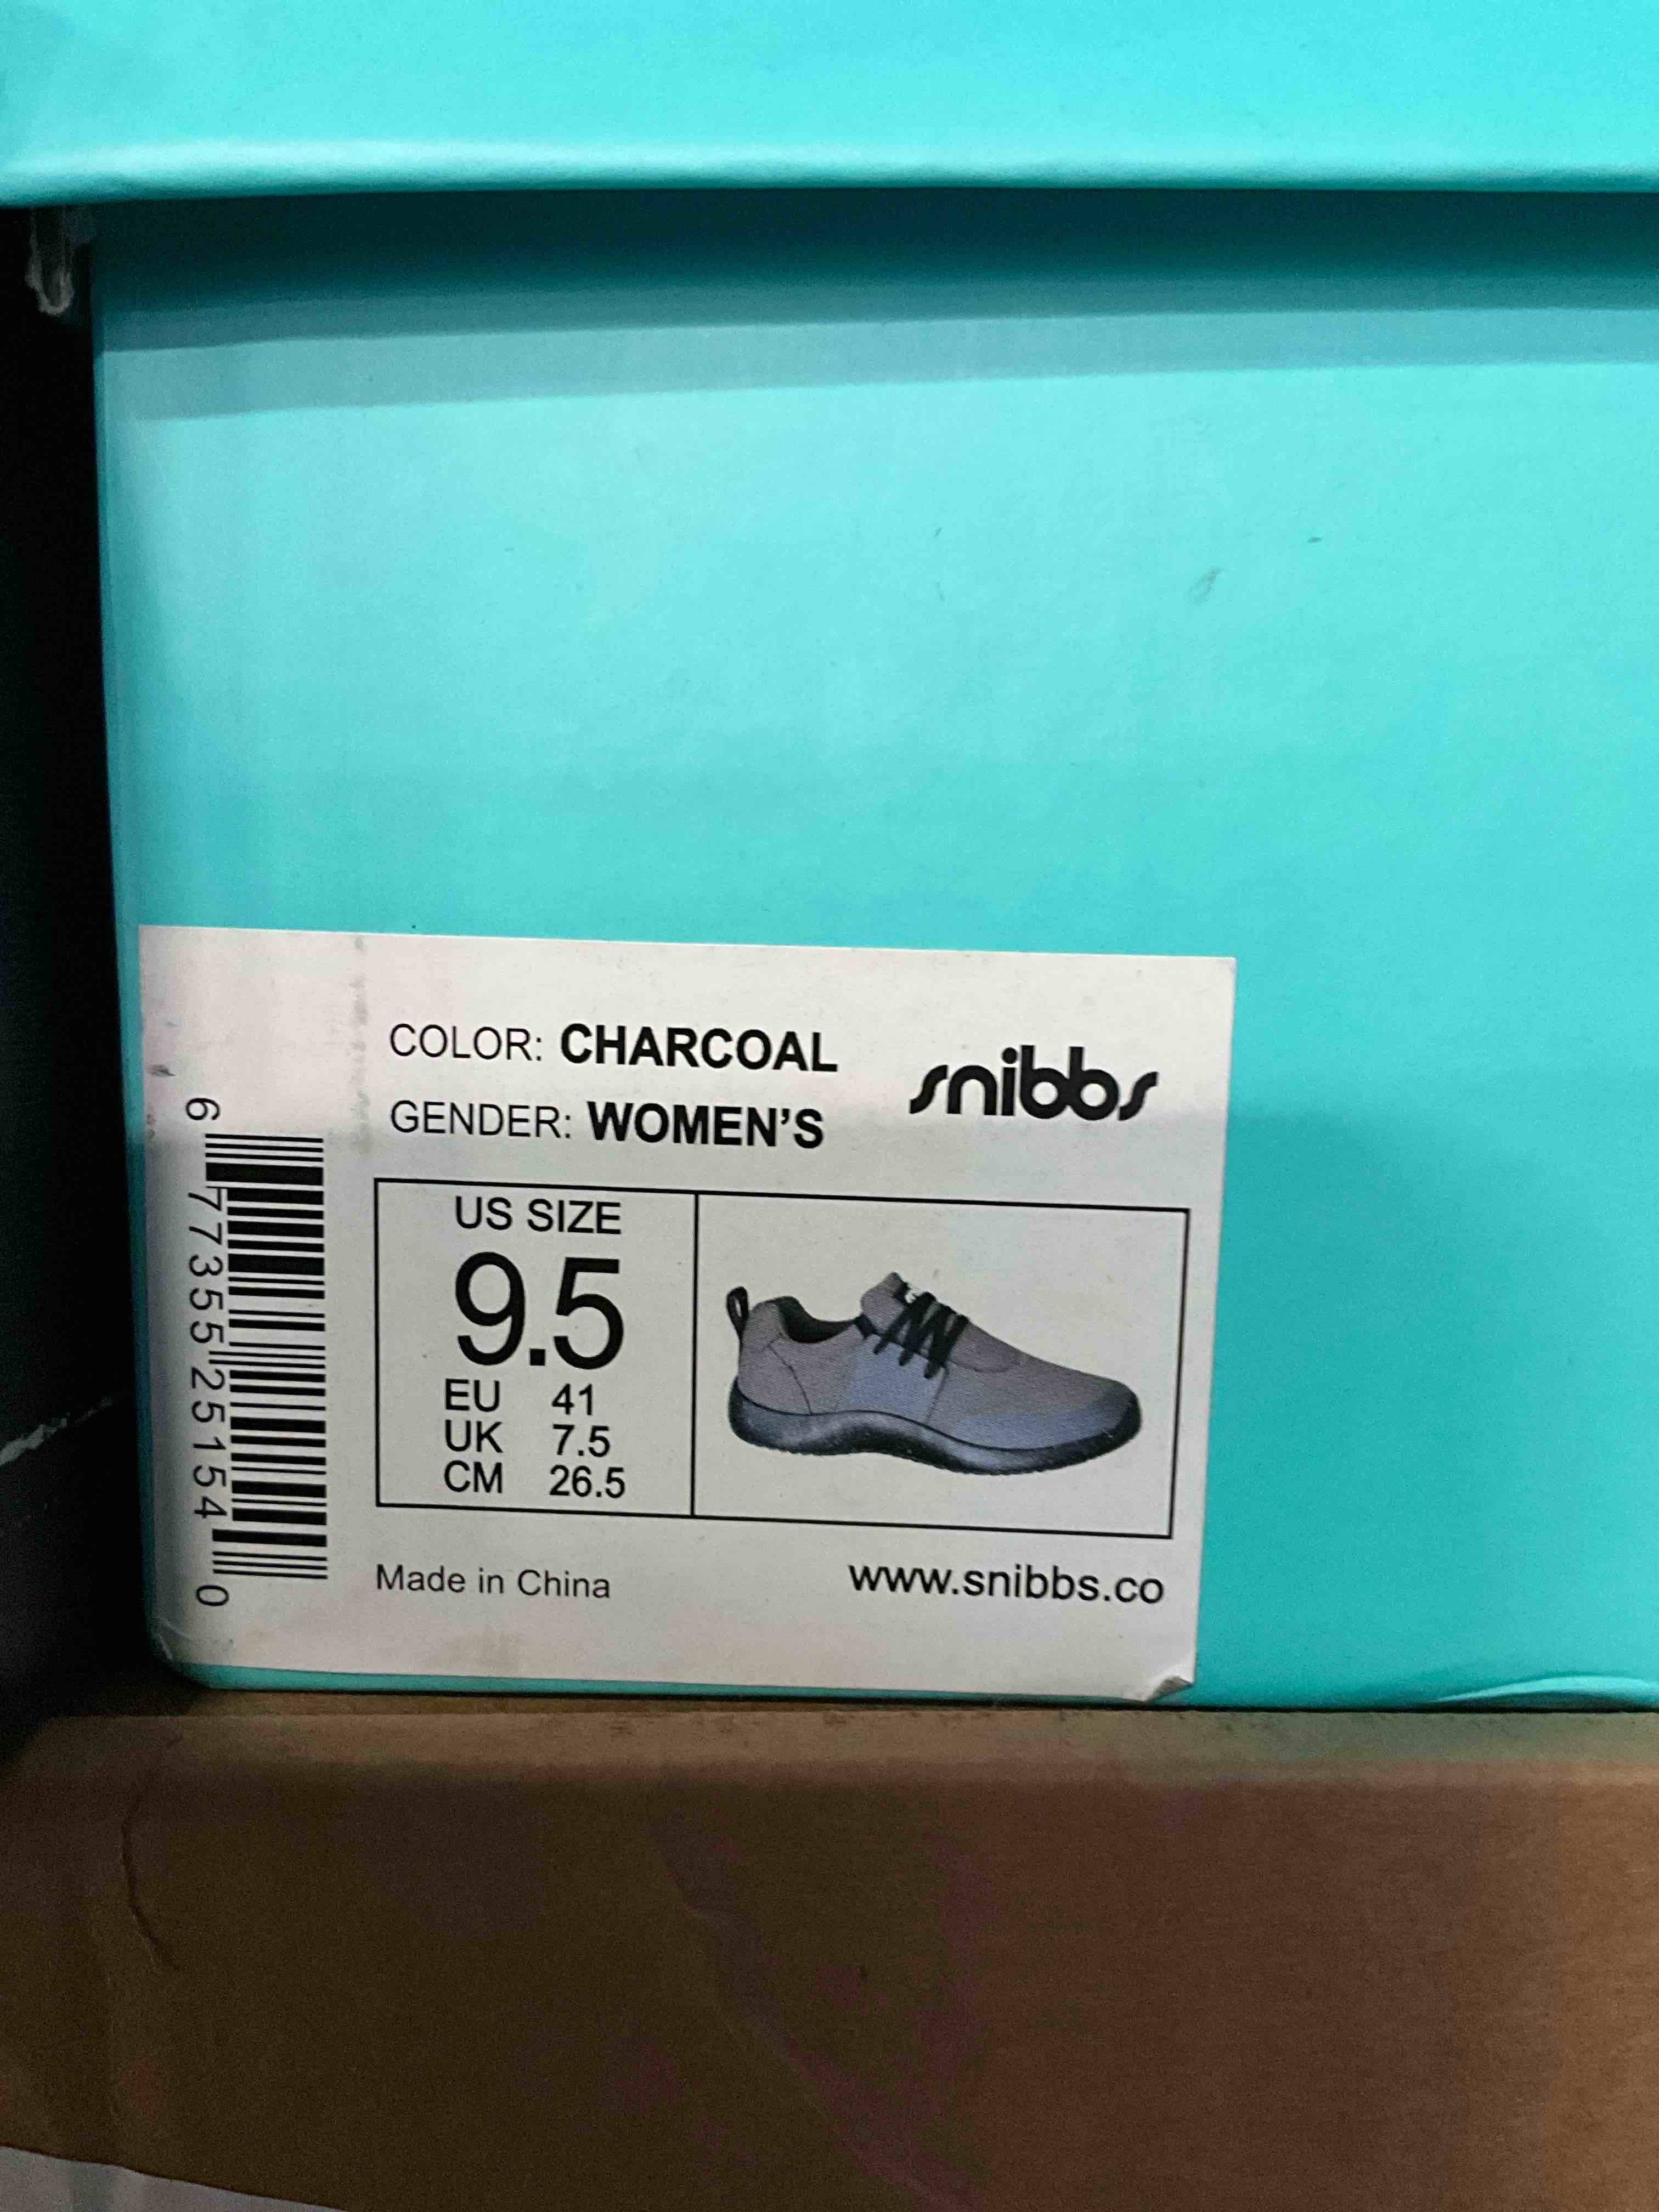 COLOR: CHARCOAL
GENDER: WOMEN'S
snibbs
US SIZE
9.5
EU 41
UK 7.5
CM 26.5
Made in China
www.snibbs.co
6 77355 25154 0